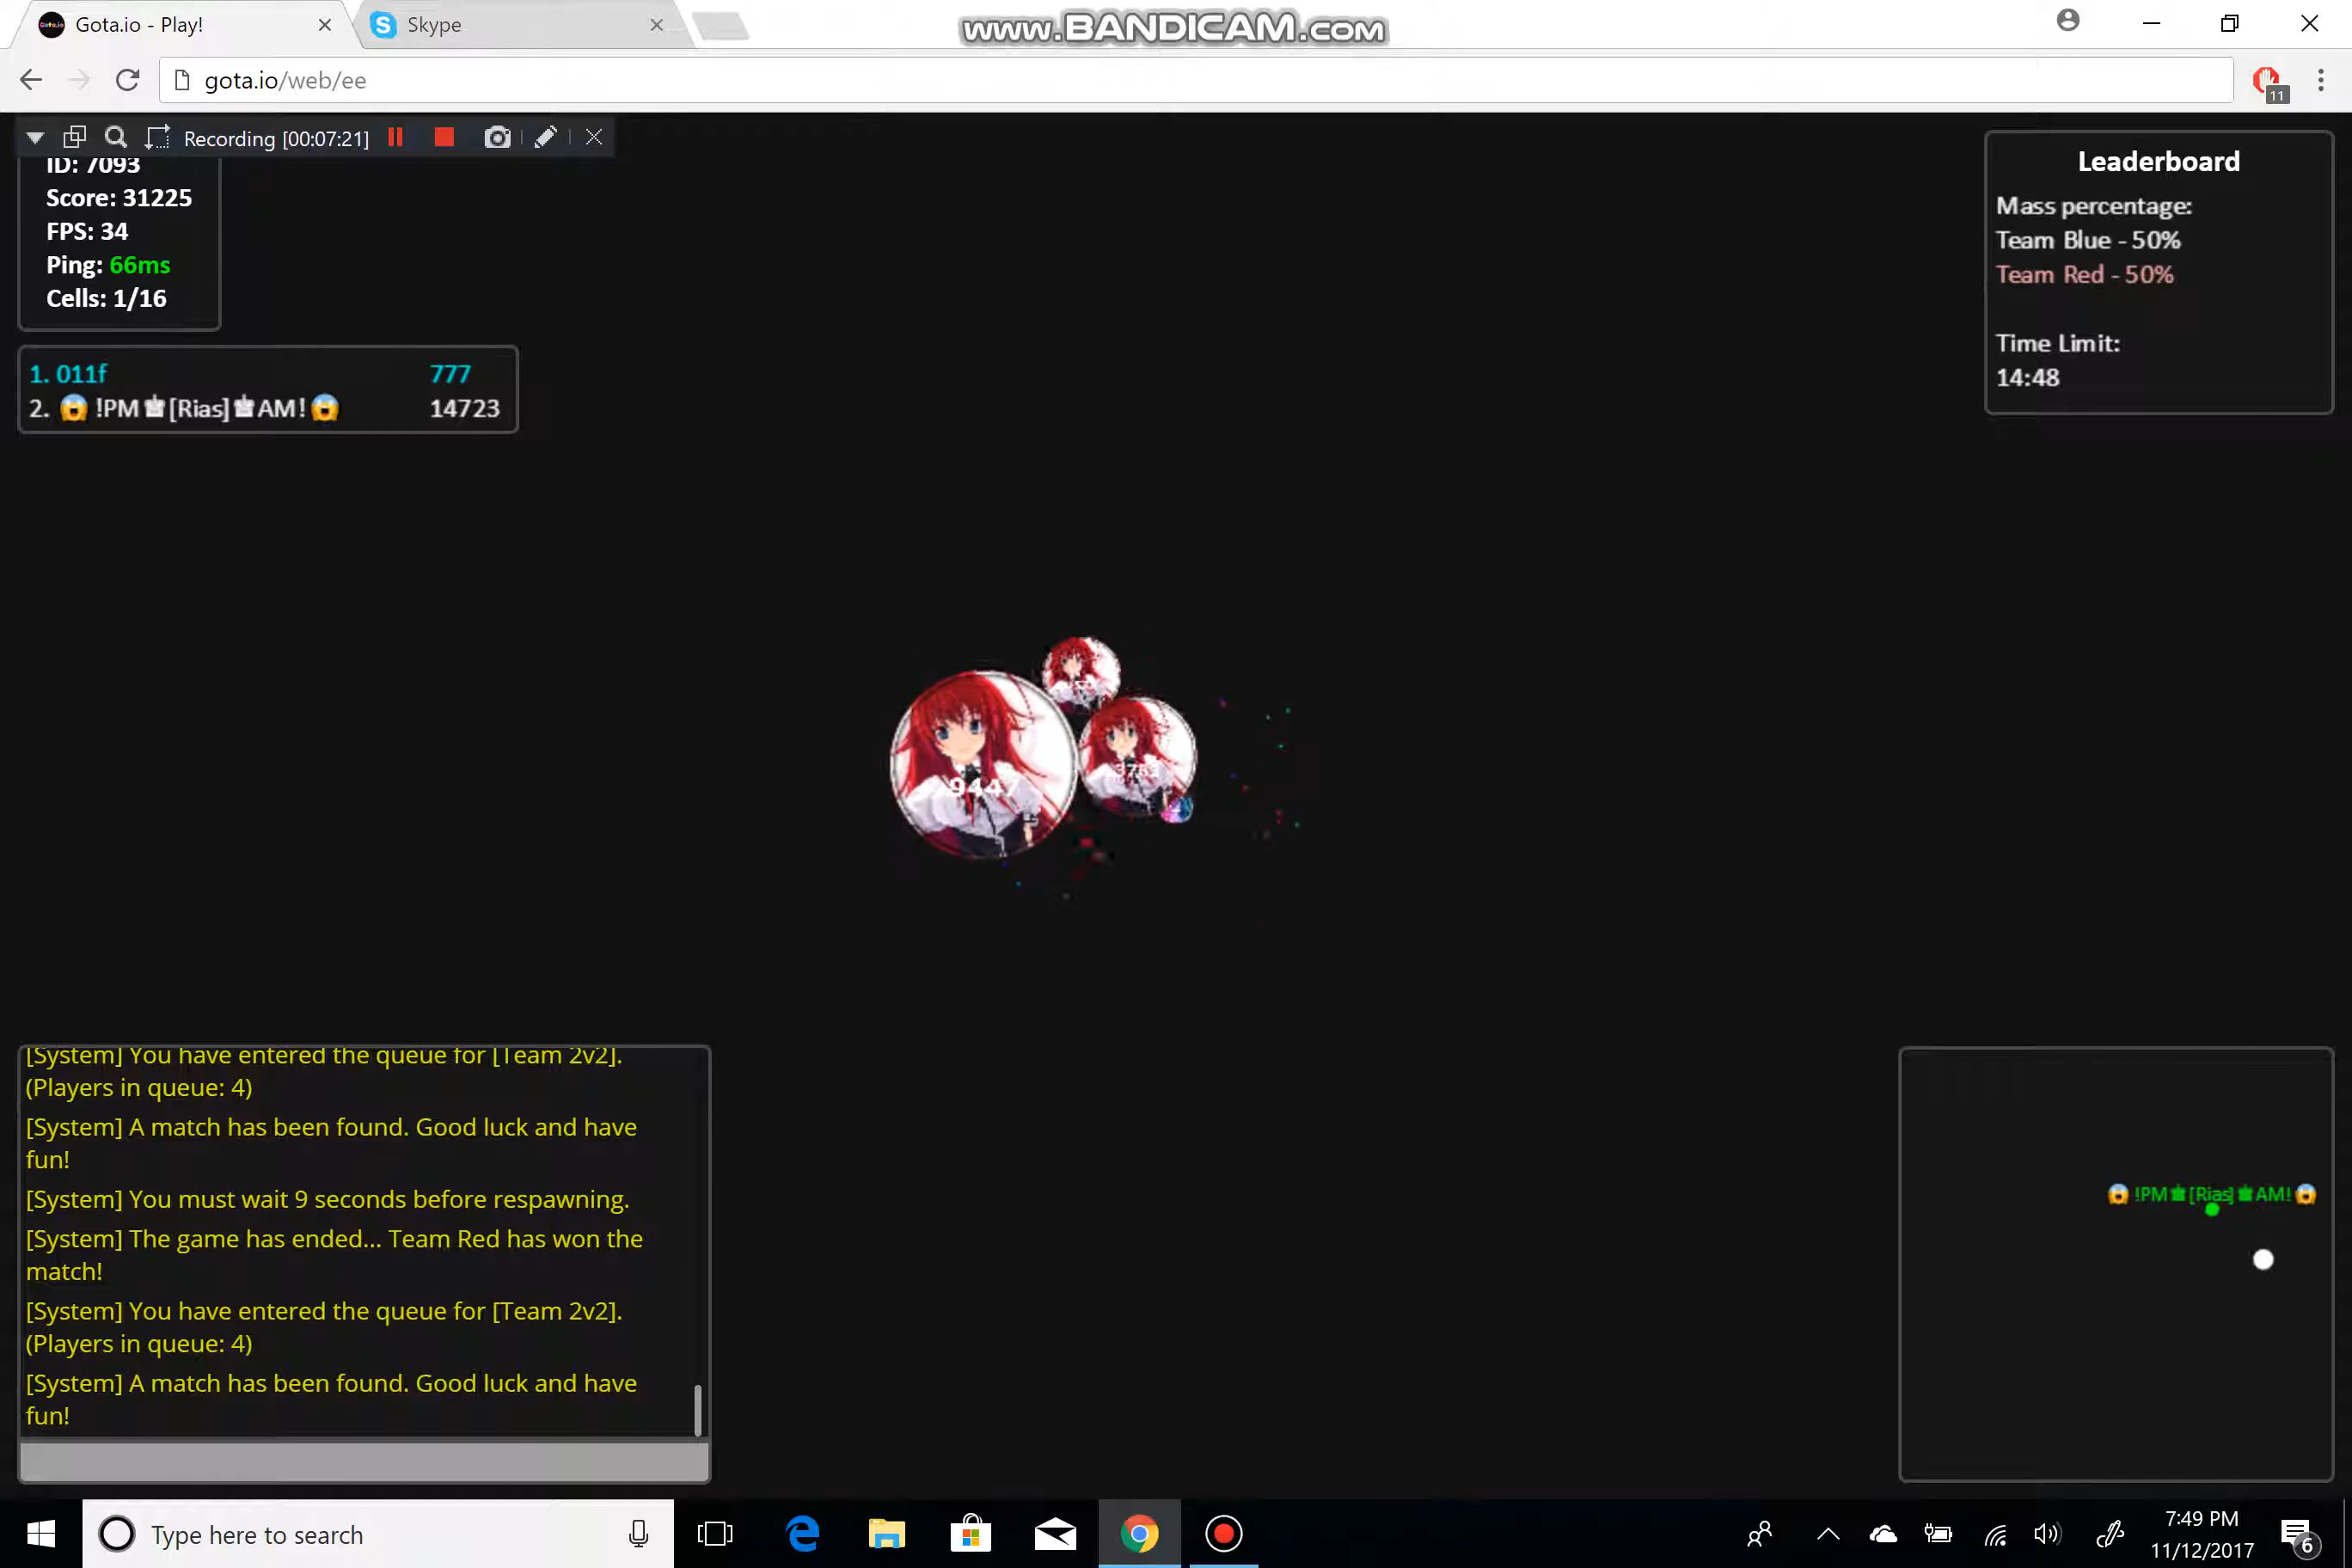 Gota.io - Play!
Skype
www.BANDICAM.com
gota.io/web/ee
11
Recording [00:07:21]
ID: 7093
Score: 31225
FPS: 34
Ping: 66ms
Cells: 1/16
1. 011f 777
2. 😱 !PM♚[Rias]♚AM!😱 14723
Leaderboard
Mass percentage:
Team Blue - 50%
Team Red - 50%
Time Limit:
14:48
9447
[System] You have entered the queue for [Team 2v2].
(Players in queue: 4)
[System] A match has been found. Good luck and have
fun!
[System] You must wait 9 seconds before respawning.
[System] The game has ended... Team Red has won the
match!
[System] You have entered the queue for [Team 2v2].
(Players in queue: 4)
[System] A match has been found. Good luck and have
fun!
😱 !PM♚[Rias]♚AM!😱
Type here to search
7:49 PM
11/12/2017
6